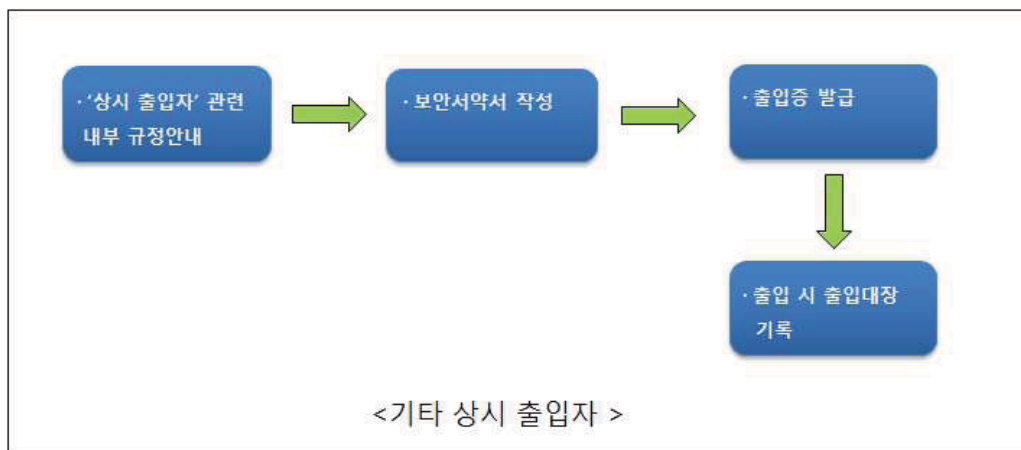 · ‘상시 출입자’ 관련
내부 규정안내
· 보안서약서 작성
· 출입증 발급
· 출입 시 출입대장
기록
<기타 상시 출입자 >